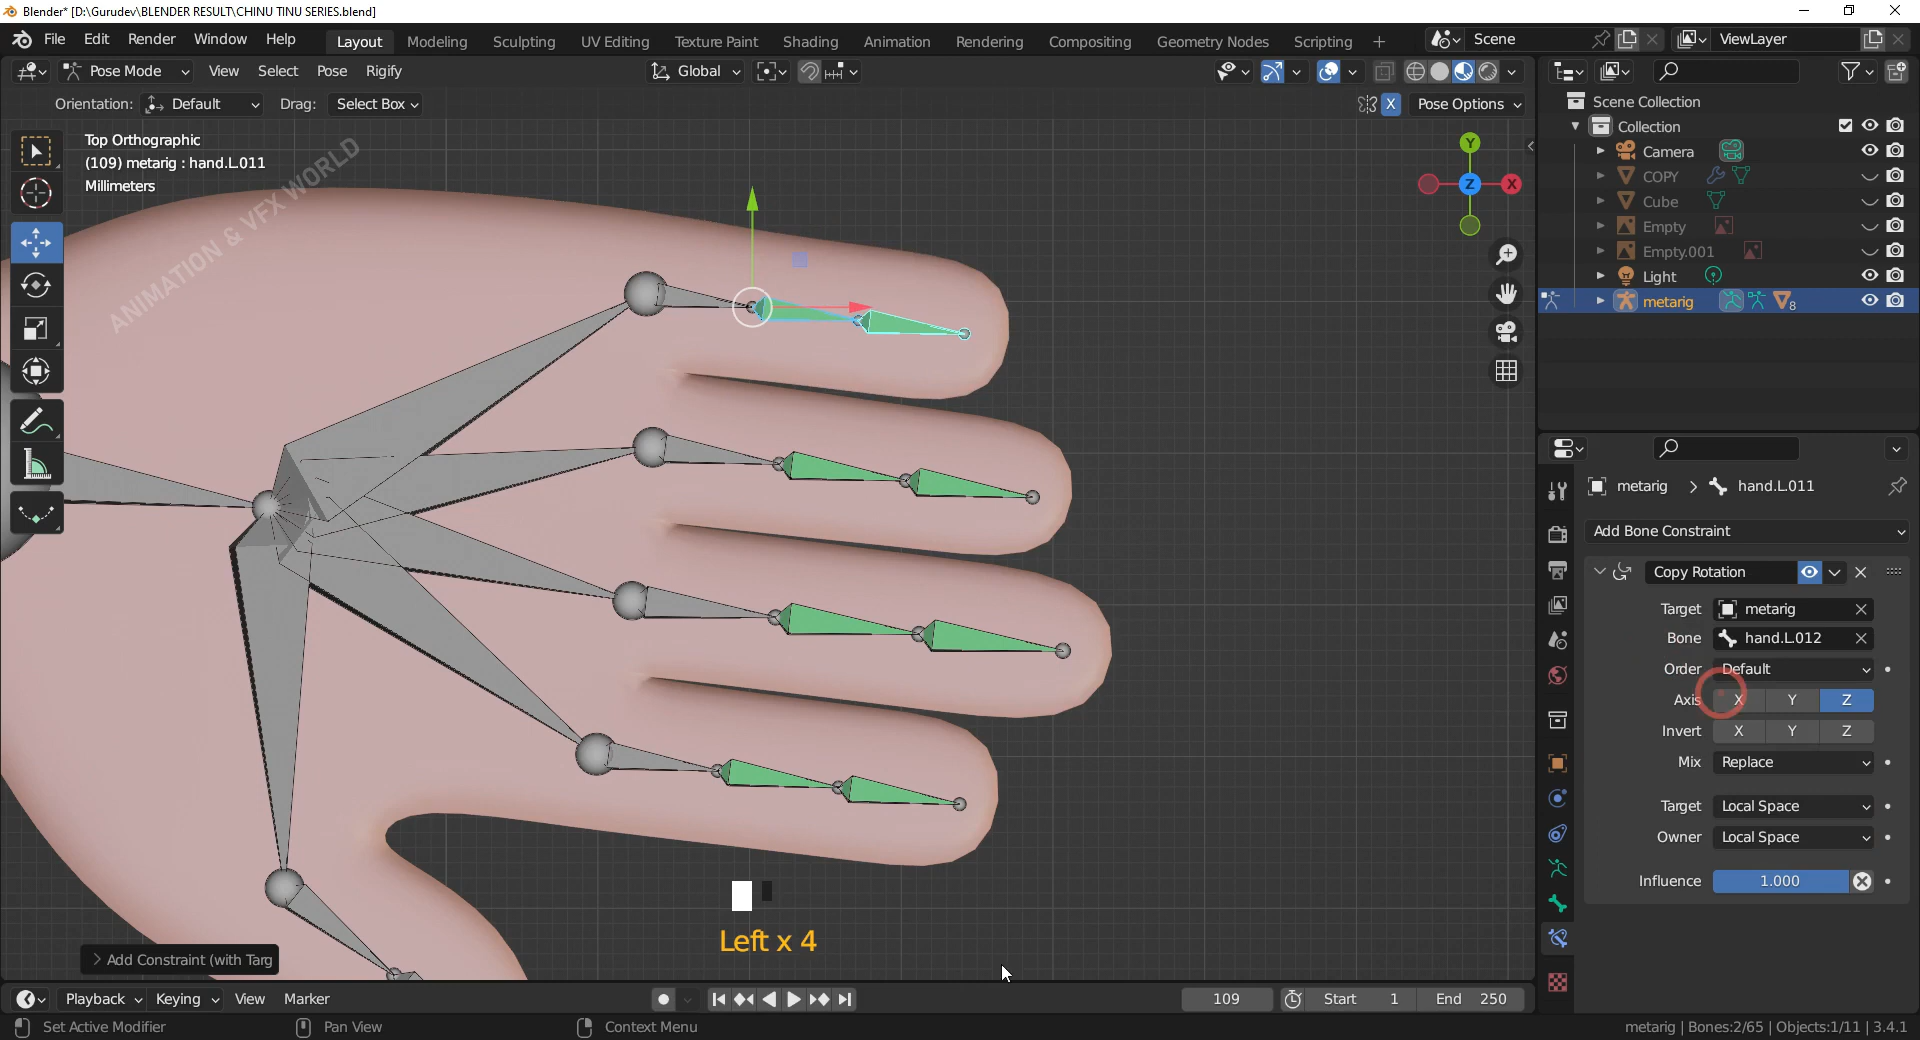 Blender* [D:\Gurudev\BLENDER RESULT\CHINU TINU SERIES.blend]
File Edit Render Window Help Layout Modeling Sculpting UV Editing Texture Paint Shading Animation Rendering Compositing Geometry Nodes Scripting + Scene ViewLayer
Pose Mode View Select Pose Rigify Global
Orientation: Default Drag: Select Box X Pose Options
Top Orthographic
(109) metarig : hand.L.011
Millimeters
ANIMATION & VFX WORLD
Y
Z
X
Scene Collection
Collection
Camera
COPY
Cube
Empty
Empty.001
Light
metarig 8
metarig > hand.L.011
Add Bone Constraint
Copy Rotation
Target metarig
Bone hand.L.012
Order Default
Axis X Y Z
Invert X Y Z
Mix Replace
Target Local Space
Owner Local Space
Influence 1.000
Left x 4
> Add Constraint (with Targ
Playback Keying View Marker 109 Start 1 End 250
Set Active Modifier Pan View Context Menu metarig | Bones:2/65 | Objects:1/11 | 3.4.1